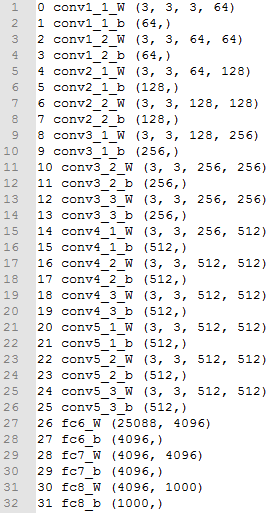 1 0 conv1_1_W (3, 3, 3, 64)
2 1 conv1_1_b (64,)
3 2 conv1_2_W (3, 3, 64, 64)
4 3 conv1_2_b (64,)
5 4 conv2_1_W (3, 3, 64, 128)
6 5 conv2_1_b (128,)
7 6 conv2_2_W (3, 3, 128, 128)
8 7 conv2_2_b (128,)
9 8 conv3_1_W (3, 3, 128, 256)
10 9 conv3_1_b (256,)
11 10 conv3_2_W (3, 3, 256, 256)
12 11 conv3_2_b (256,)
13 12 conv3_3_W (3, 3, 256, 256)
14 13 conv3_3_b (256,)
15 14 conv4_1_W (3, 3, 256, 512)
16 15 conv4_1_b (512,)
17 16 conv4_2_W (3, 3, 512, 512)
18 17 conv4_2_b (512,)
19 18 conv4_3_W (3, 3, 512, 512)
20 19 conv4_3_b (512,)
21 20 conv5_1_W (3, 3, 512, 512)
22 21 conv5_1_b (512,)
23 22 conv5_2_W (3, 3, 512, 512)
24 23 conv5_2_b (512,)
25 24 conv5_3_W (3, 3, 512, 512)
26 25 conv5_3_b (512,)
27 26 fc6_W (25088, 4096)
28 27 fc6_b (4096,)
29 28 fc7_W (4096, 4096)
30 29 fc7_b (4096,)
31 30 fc8_W (4096, 1000)
32 31 fc8_b (1000,)